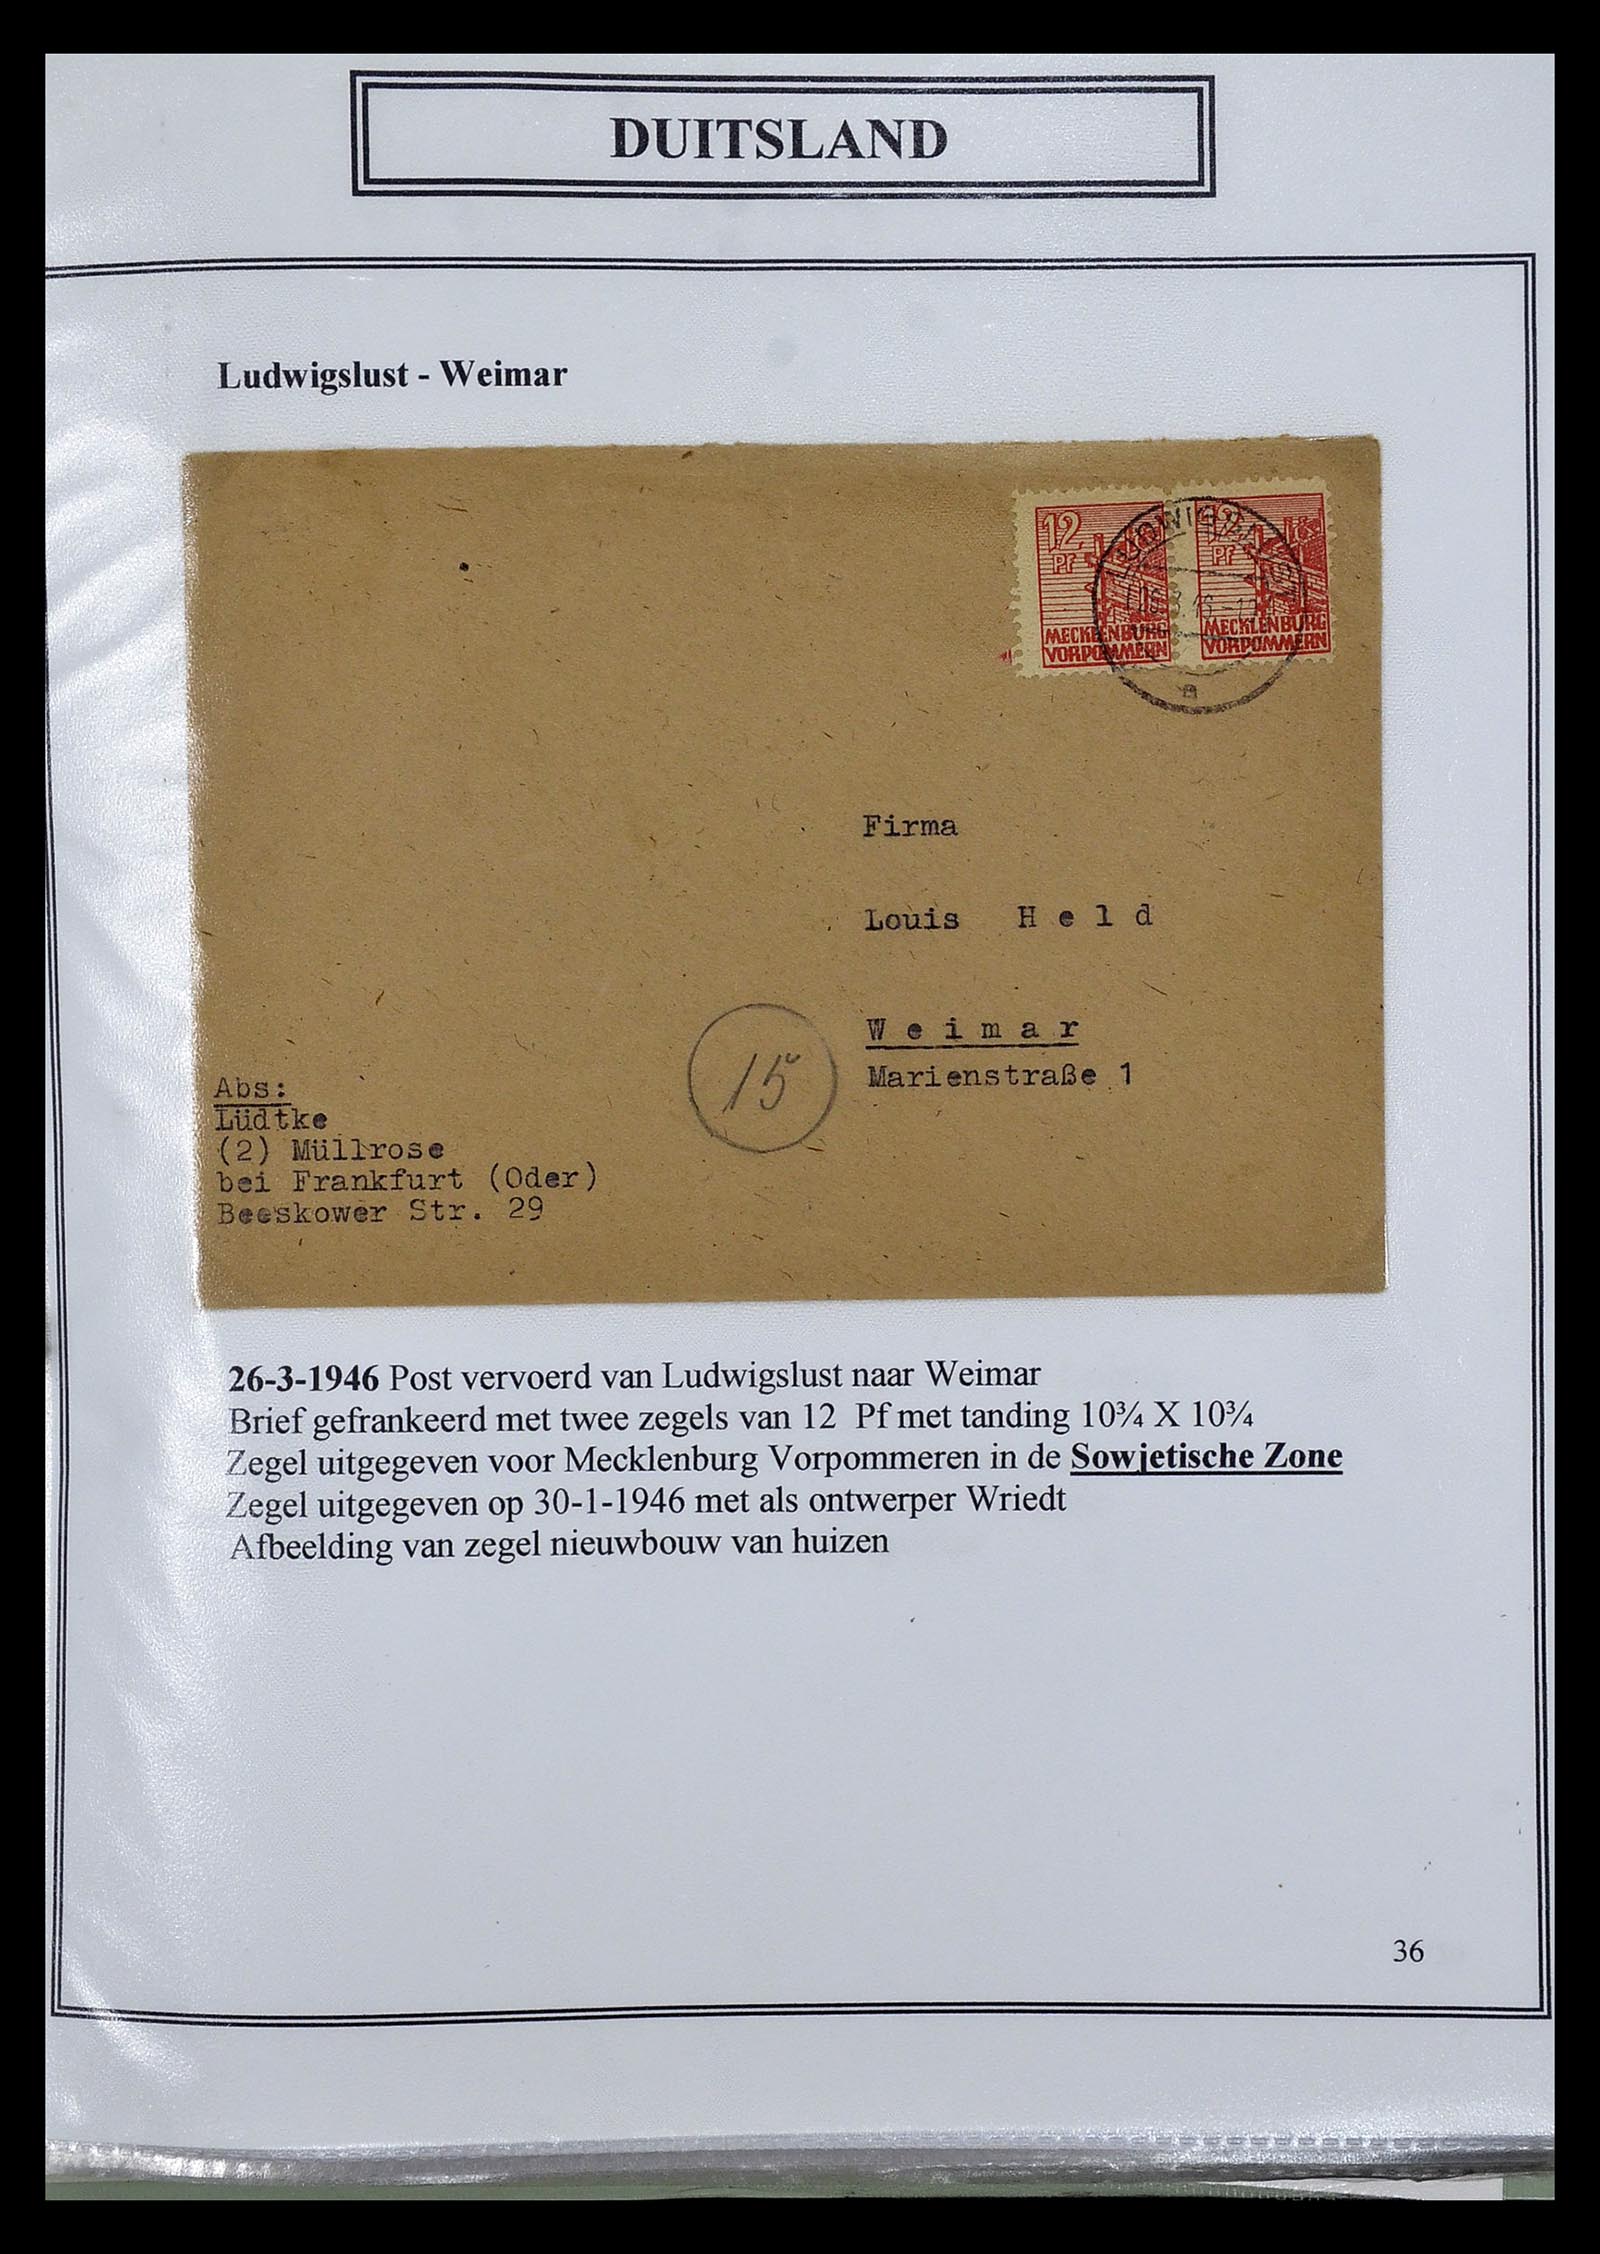 DUITSLAND
Ludwigslust - Weimar
12 Pf
MECKLENBURG
VORPOMMERN
12 Pf
MECKLENBURG
VORPOMMERN
LUDWIGSLUST
a
Firma
Louis H e l d
W e i m a r
Marienstraße 1
15
Abs:
Lüdtke
(2) Müllrose
bei Frankfurt (Oder)
Beeskower Str. 29
26-3-1946 Post vervoerd van Ludwigslust naar Weimar
Brief gefrankeerd met twee zegels van 12 Pf met tanding 10¾ X 10¾
Zegel uitgegeven voor Mecklenburg Vorpommeren in de Sowjetische Zone
Zegel uitgegeven op 30-1-1946 met als ontwerper Wriedt
Afbeelding van zegel nieuwbouw van huizen
36